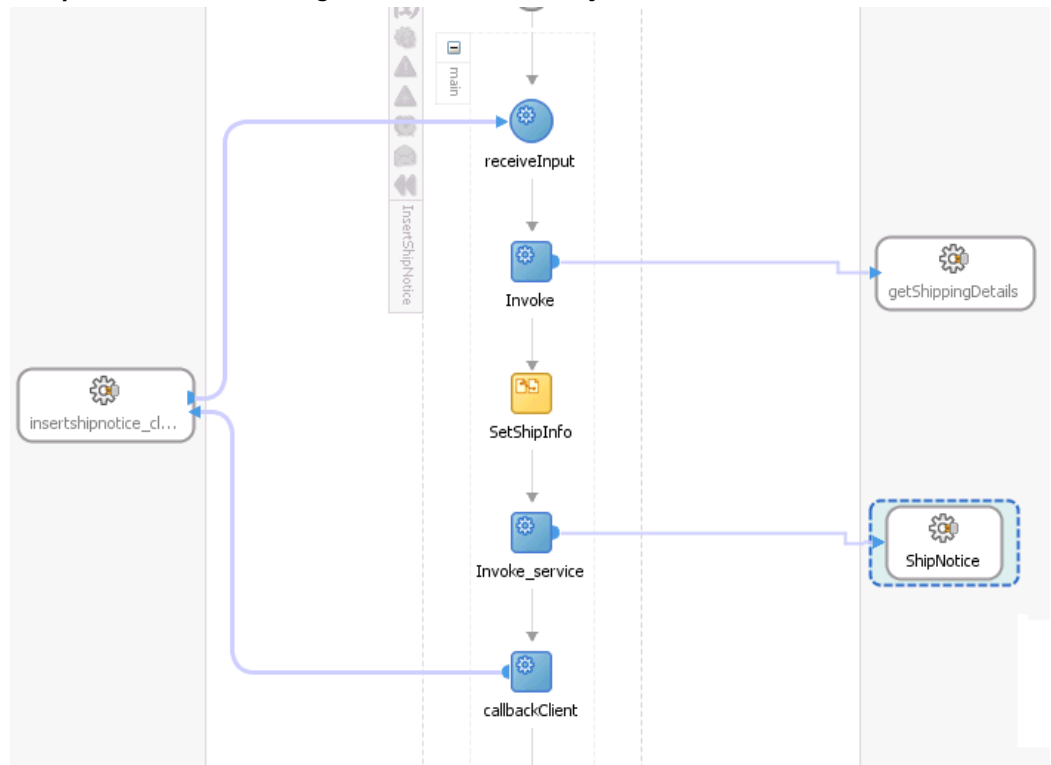 main
receiveInput
InsertShipNotice
Invoke
getShippingDetails
insertshipnotice_cl...
SetShipInfo
Invoke_service
ShipNotice
callbackClient